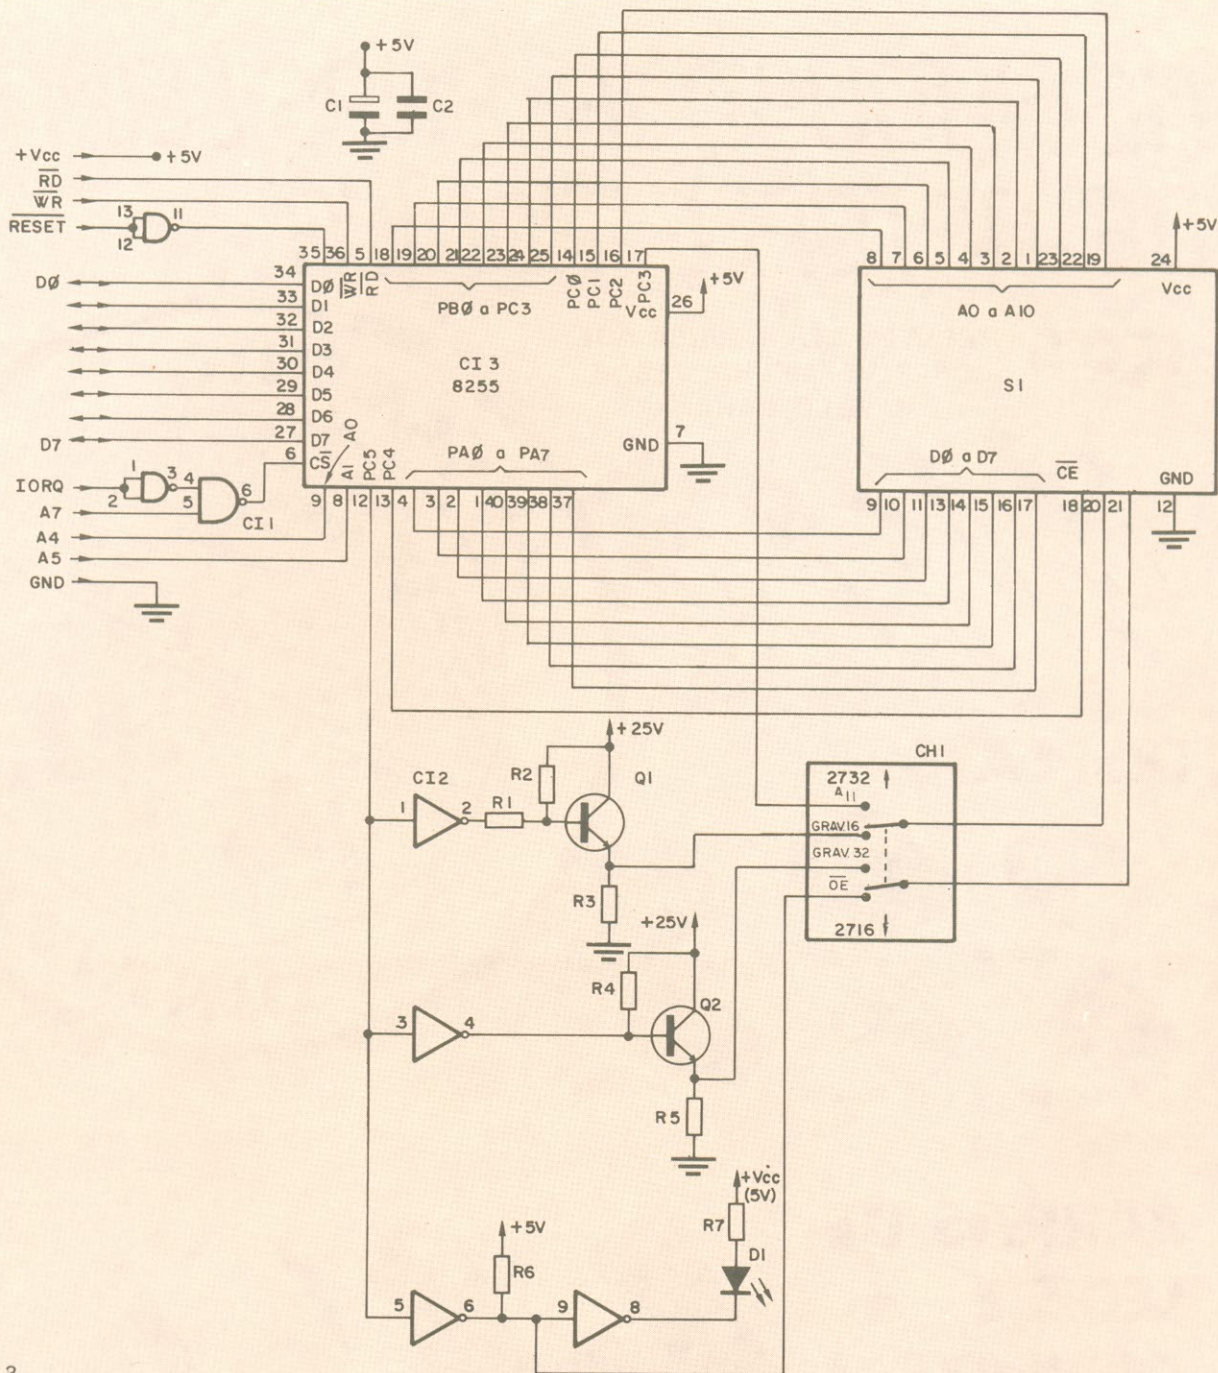 +5V
C1 C2
+Vcc +5V
RD
WR
RESET 13 12 11
35 36 5 18 19 20 21 22 23 24 25 14 15 16 17
8 7 6 5 4 3 2 1 23 22 19 24 +5V
DØ 34 DØ WR RD
33 D1
32 D2
31 D3
30 D4
29 D5
28 D6
D7 27 D7
6 CS A1 A0 PC5 PC4
PBØ a PC3
PCØ PC1 PC2 PC3
Vcc 26 +5V
CI 3
8255
GND 7
PAØ a PA7
AO a A1O
Vcc
S1
DØ a D7
CE
GND
IORQ 1 2 3 4 5 6
A7 CI1
A4
A5
GND
9 8 12 13 4 3 2 1 40 39 38 37
9 10 11 13 14 15 16 17 18 20 21 12
+25V
CI2 R2 Q1
1 2 R1
R3
CH1
2732
A11
GRAV.16
GRAV.32
OE
2716
+25V
R4 Q2
3 4
R5
+Vcc
(5V)
R7
+5V
D1
R6
5 6 9 8